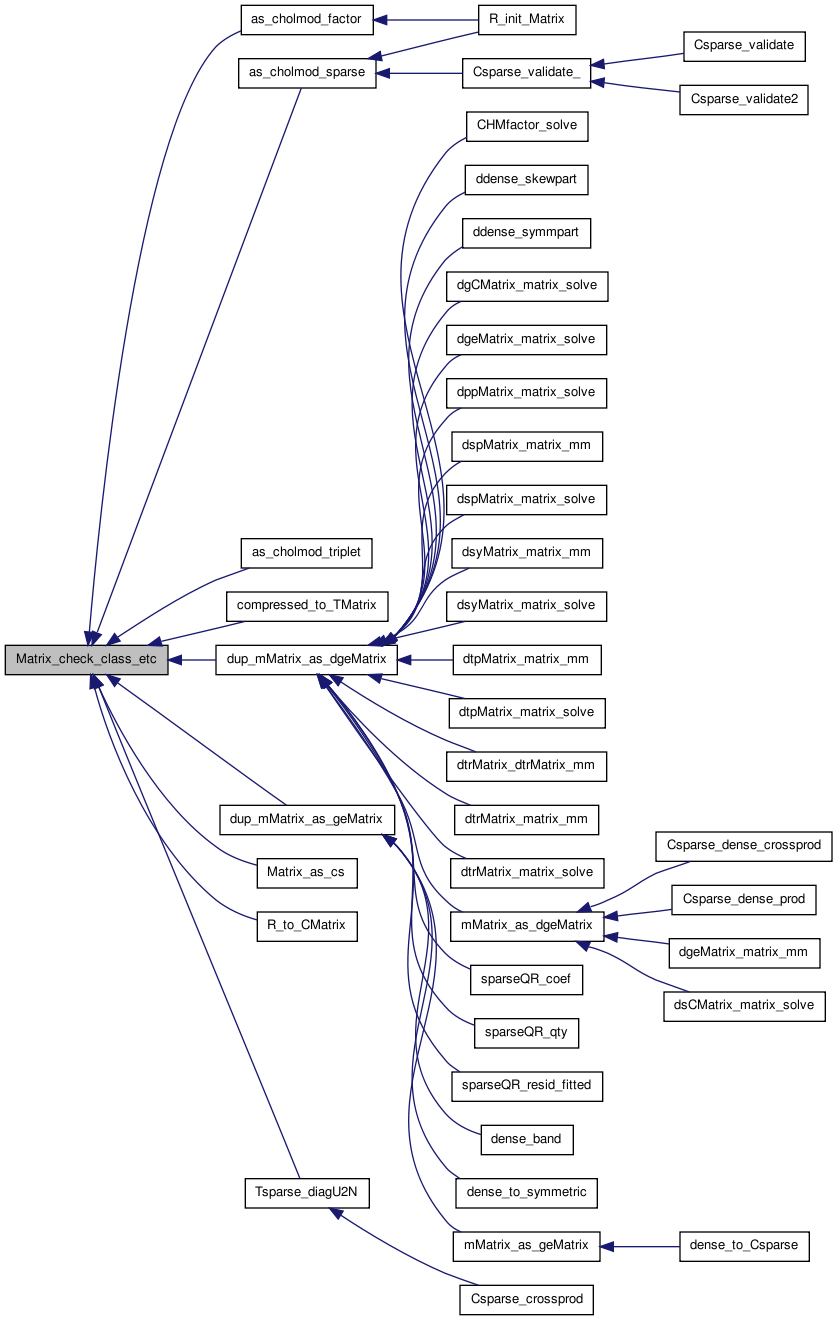 as_cholmod_factor
R_init_Matrix
as_cholmod_sparse
Csparse_validate_
Csparse_validate
Csparse_validate2
CHMfactor_solve
ddense_skewpart
ddense_symmpart
dgCMatrix_matrix_solve
dgeMatrix_matrix_solve
dppMatrix_matrix_solve
dspMatrix_matrix_mm
dspMatrix_matrix_solve
as_cholmod_triplet
dsyMatrix_matrix_mm
compressed_to_TMatrix
dsyMatrix_matrix_solve
Matrix_check_class_etc
dup_mMatrix_as_dgeMatrix
dtpMatrix_matrix_mm
dtpMatrix_matrix_solve
dtrMatrix_dtrMatrix_mm
dup_mMatrix_as_geMatrix
dtrMatrix_matrix_mm
Csparse_dense_crossprod
Matrix_as_cs
dtrMatrix_matrix_solve
Csparse_dense_prod
R_to_CMatrix
mMatrix_as_dgeMatrix
dgeMatrix_matrix_mm
sparseQR_coef
dsCMatrix_matrix_solve
sparseQR_qty
sparseQR_resid_fitted
dense_band
Tsparse_diagU2N
dense_to_symmetric
mMatrix_as_geMatrix
dense_to_Csparse
Csparse_crossprod